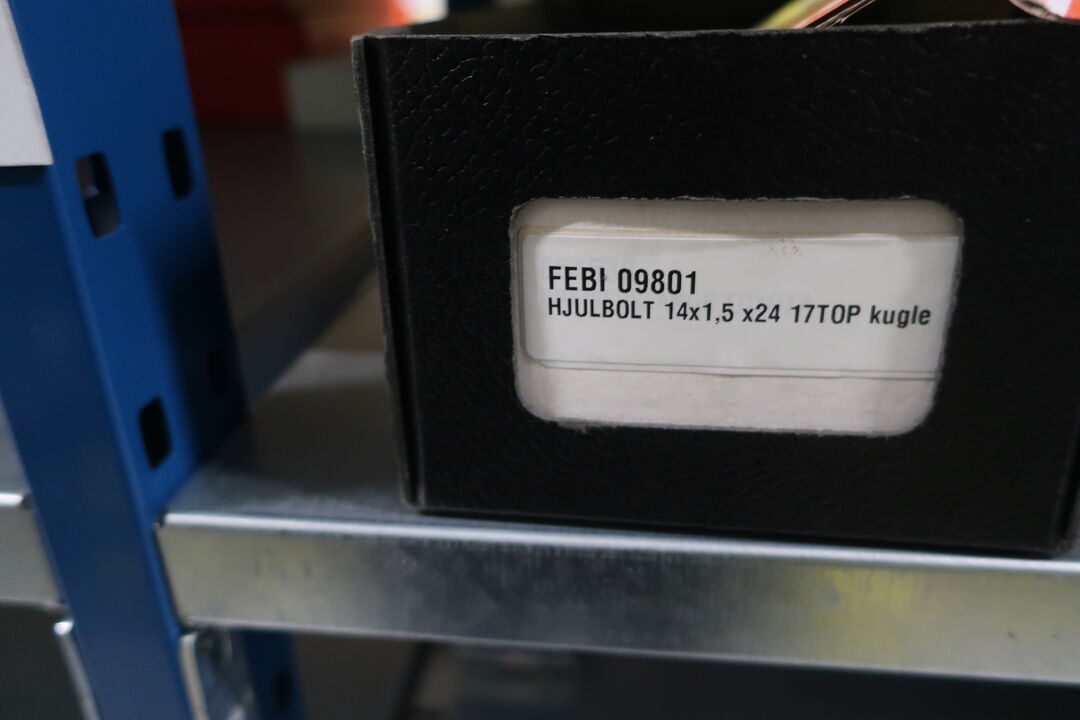 FEBI 09801
HJULBOLT 14x1,5 x24 17TOP kugle